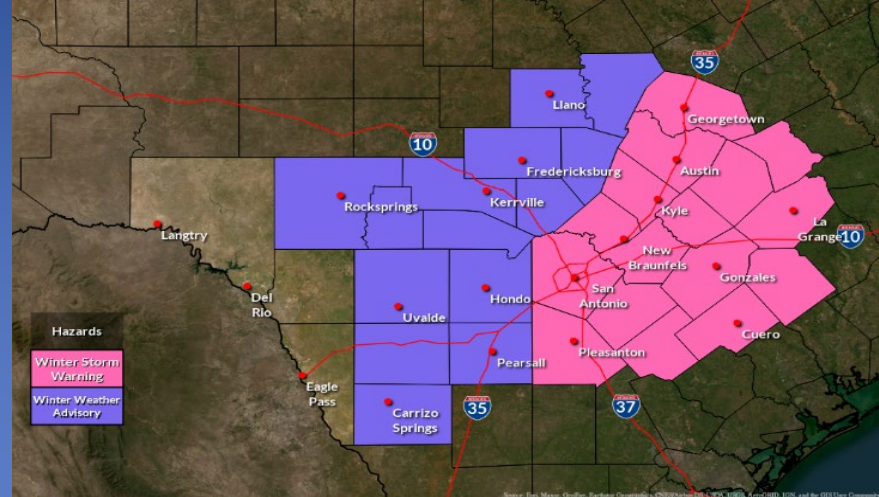 35
Llano
Georgetown
10
Fredericksburg
Austin
Rocksprings
Kerrville
Kyle
Langtry
La
Grange
10
New
Braunfels
Gonzales
Del
Rio
San
Antonio
Hondo
Uvalde
Cuero
Hazards
Winter Storm
Warning
Pleasanton
Pearsall
Eagle
Pass
Winter Weather
Advisory
Carrizo
Springs
35
37